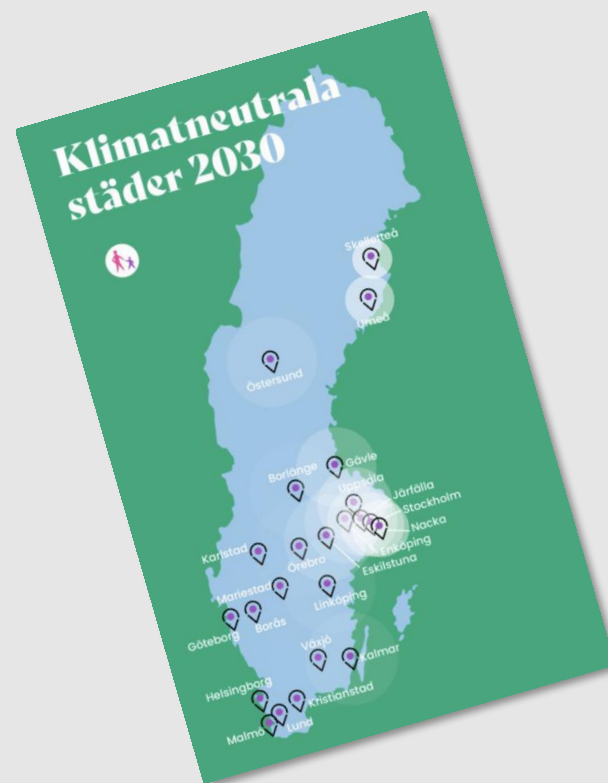 Klimatneutrala
städer 2030
Skellefteå
Umeå
Östersund
Gävle
Borlänge
Uppsala
Järfälla
Stockholm
Nacka
Enköping
Eskilstuna
Karlstad
Örebro
Mariestad
Linköping
Göteborg
Borås
Växjö
Kalmar
Helsingborg
Kristianstad
Lund
Malmö